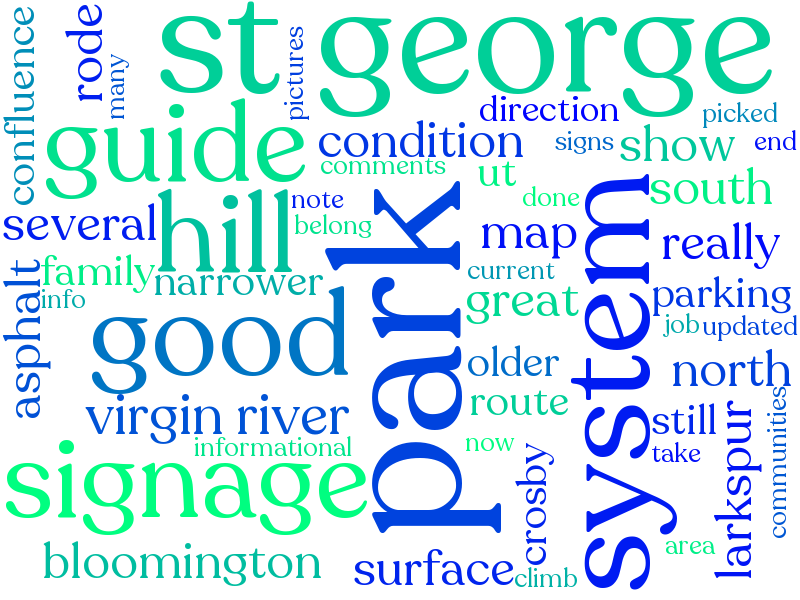 confluence
rode
many
st george
pictures
guide
direction
picked
condition
signs
show
end
comments
ut
done
south
several
hill
note
belong
park
map
system
really
asphalt
family
info
narrower
current
great
parking
job
updated
good
older
north
virgin river
route
still
communities
informational
now
take
larkspur
signage
crosby
bloomington
surface
climb
area